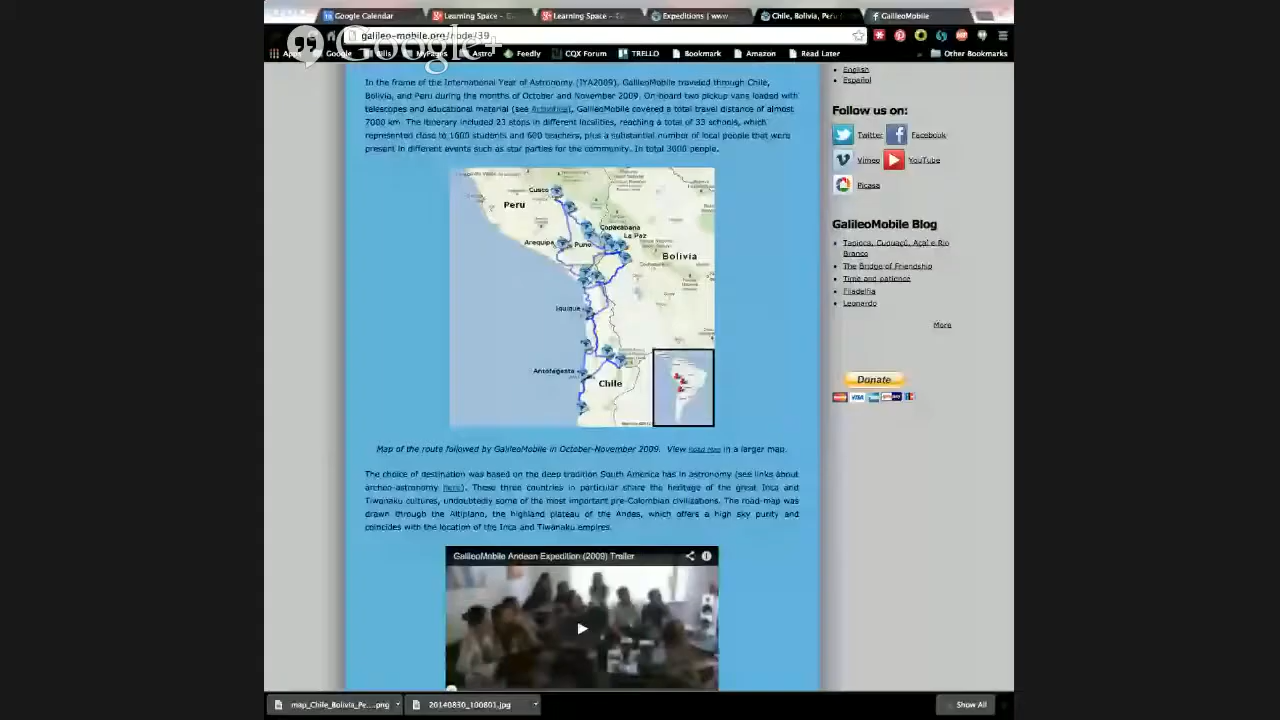 Google Calendar
Learning Space - G
Learning Space -
Expeditions | www
Chile, Bolivia, Peru
GalileoMobile
galileo-mobile.org/node/39
Google+
Google
MyPages
Astro
Feedly
CQX Forum
TRELLO
Bookmark
Amazon
Read Later
Other Bookmarks
In the frame of the International Year of Astronomy (IYA2009), GalileoMobile traveled through Chile,
Bolivia, and Peru during the months of October and November 2009. On-board two pickup vans loaded with
telescopes and educational material (see Activities), GalileoMobile covered a total travel distance of almost
7000 km. The itinerary included 23 stops in different localities, reaching a total of 33 schools, which
represented close to 1600 students and 600 teachers, plus a substantial number of local people that were
present in different events such as star parties for the community. In total 3000 people.
Cusco
Peru
Copacabana
La Paz
Arequipa
Puno
Bolivia
Iquique
Antofagasta
Chile
Map of the route followed by GalileoMobile in October-November 2009. View Road Map in a larger map.
The choice of destination was based on the deep tradition South America has in astronomy (see links about
archeo-astronomy here). These three countries in particular share the heritage of the great Inca and
Tiwanaku cultures, undoubtedly some of the most important pre-Colombian civilizations. The road-map was
drawn through the Altiplano, the highland plateau of the Andes, which offers a high sky purity and
coincides with the location of the Inca and Tiwanaku empires.
GalileoMobile Andean Expedition (2009) Trailer
English
Español
Follow us on:
Twitter
Facebook
Vimeo
YouTube
Picasa
GalileoMobile Blog
Tapioca, Cupuaçú, Açaí e Rio
Branco
The Bridge of Friendship
Time and patience
Filadelfia
Leonardo
More
Donate
VISA
map_Chile_Bolivia_Pe...png
20140830_100801.jpg
Show All